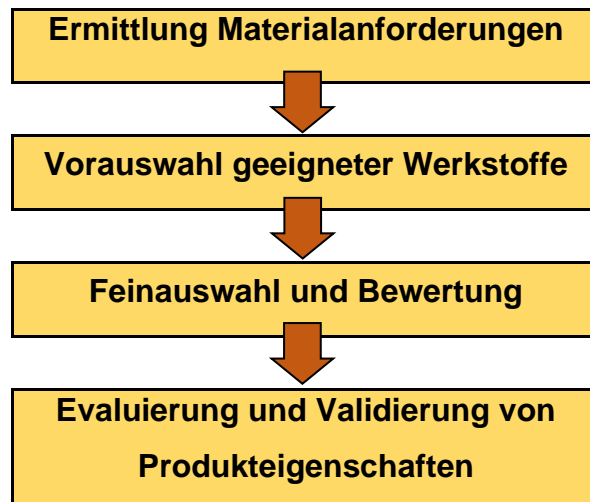 Ermittlung Materialanforderungen
Vorauswahl geeigneter Werkstoffe
Feinauswahl und Bewertung
Evaluierung und Validierung von
Produkteigenschaften